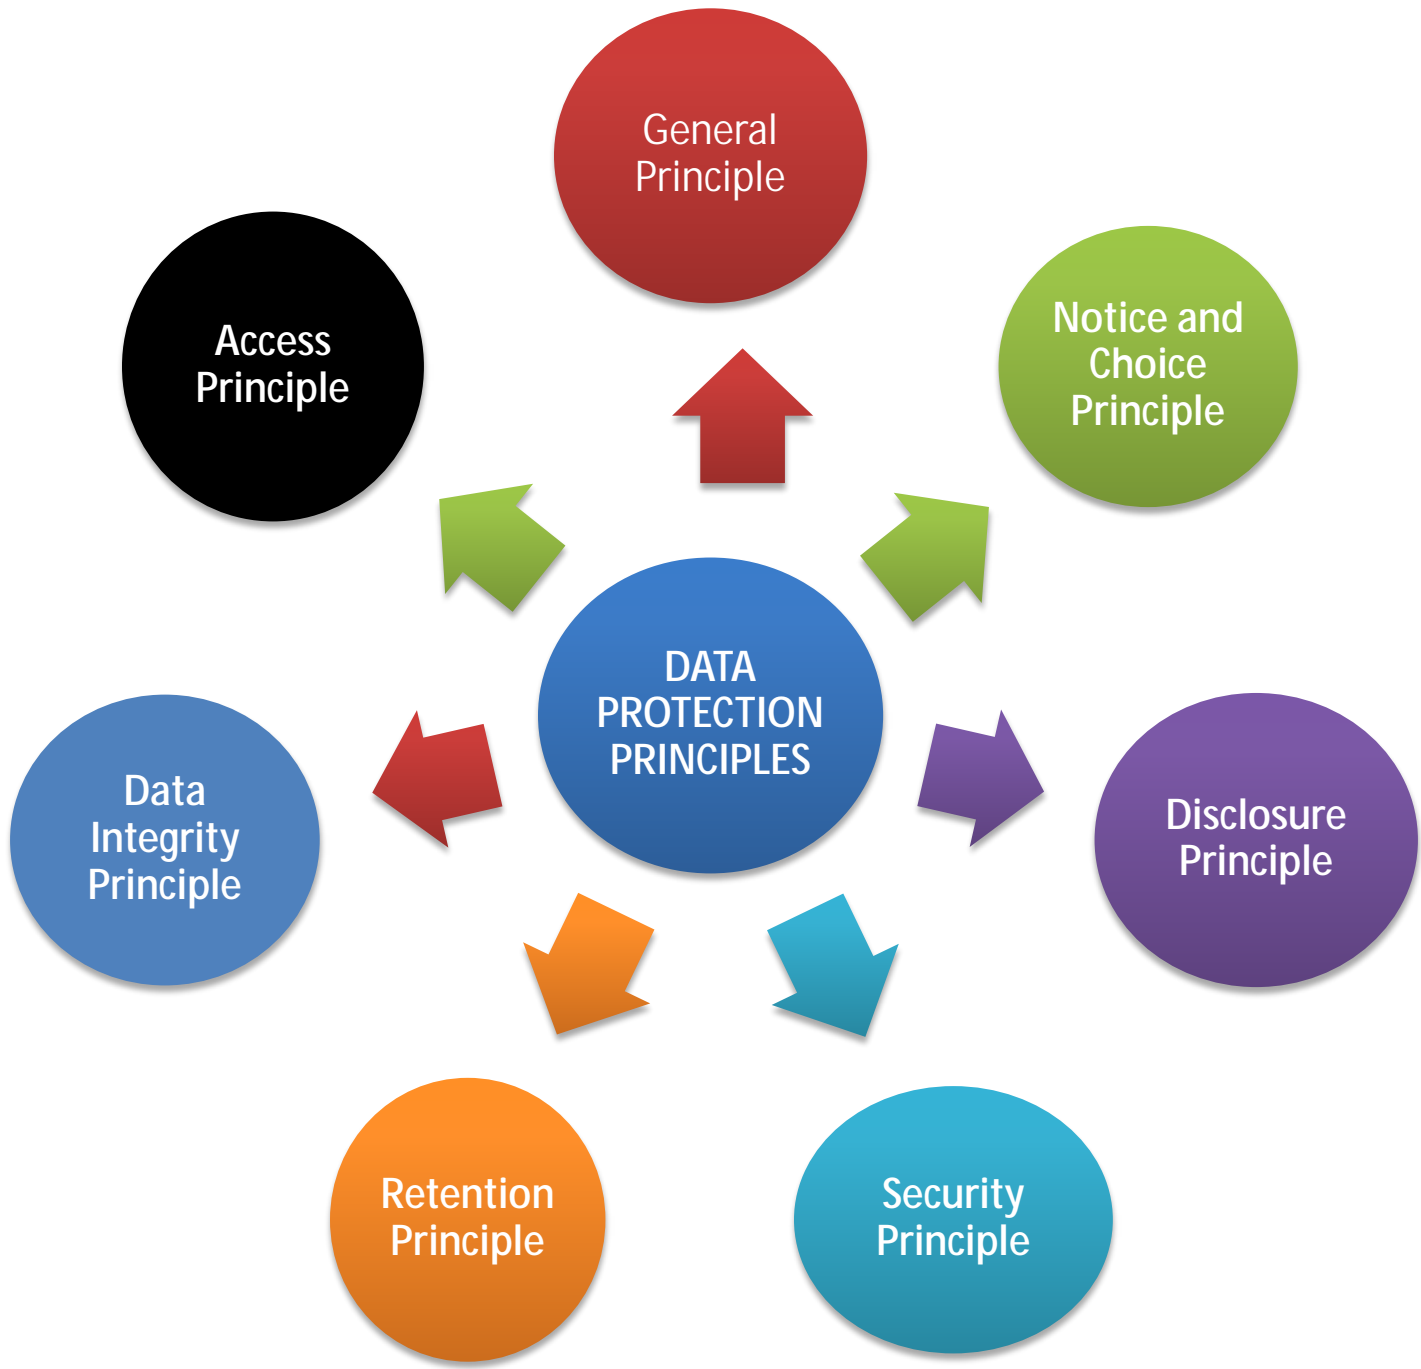 General
Principle
Notice and
Choice
Principle
Disclosure
Principle
Security
Principle
Retention
Principle
Data
Integrity
Principle
Access
Principle
DATA
PROTECTION
PRINCIPLES